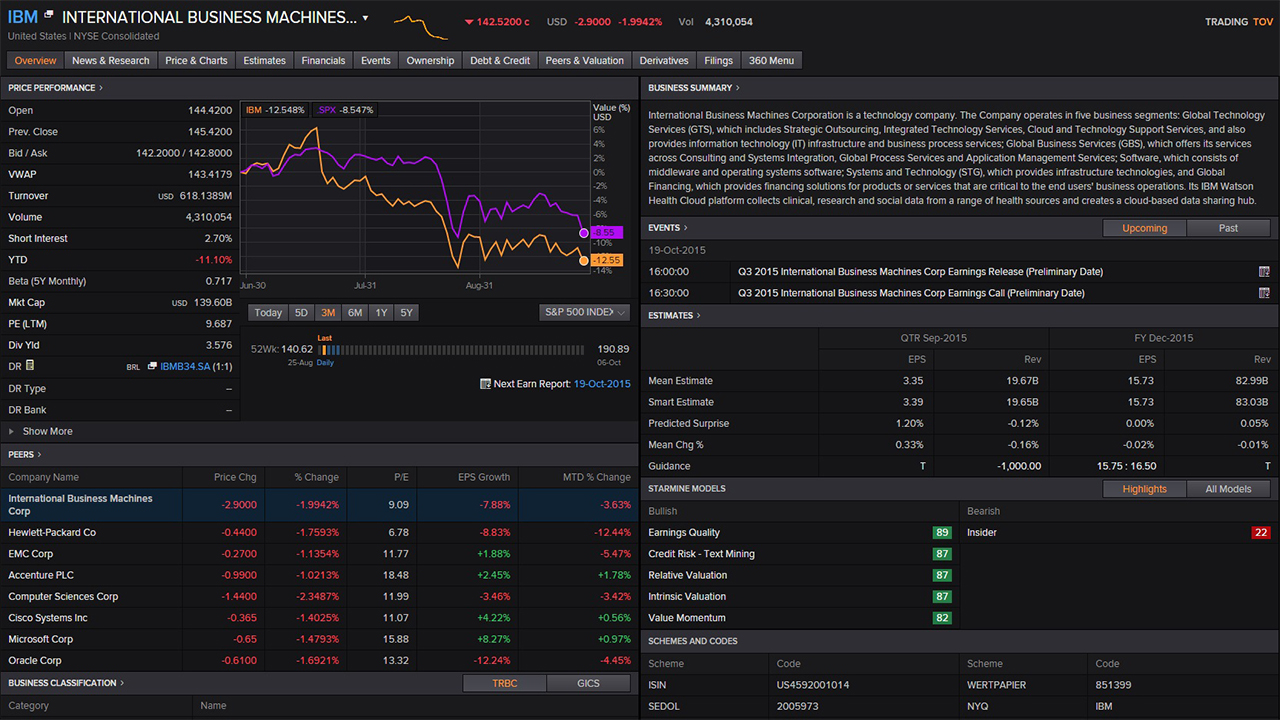 IBM INTERNATIONAL BUSINESS MACHINES... 142.5200 c USD -2.9000 -1.9942% Vol 4,310,054 TRADING TOV
United States | NYSE Consolidated
Overview News & Research Price & Charts Estimates Financials Events Ownership Debt & Credit Peers & Valuation Derivatives Filings 360 Menu
PRICE PERFORMANCE
Open 144.4200
Prev. Close 145.4200
Bid / Ask 142.2000 / 142.8000
VWAP 143.4179
Turnover USD 618.1389M
Volume 4,310,054
Short Interest 2.70%
YTD -11.10%
Beta (5Y Monthly) 0.717
Mkt Cap USD 139.60B
PE (LTM) 9.687
Div Yld 3.576
DR BRL IBMB34.SA (1:1)
DR Type –
DR Bank –
Show More
IBM -12.548% SPX -8.547%
Value (%)
USD
6%
4%
2%
0%
-2%
-4%
-6%
-8.55
-10%
-12.55
-14%
Jun-30 Jul-31 Aug-31
Today 5D 3M 6M 1Y 5Y S&P 500 INDEX
Last
52Wk: 140.62 190.89
25-Aug Daily 06-Oct
Next Earn Report: 19-Oct-2015
PEERS
Company Name Price Chg % Change P/E EPS Growth MTD % Change
International Business Machines
Corp -2.9000 -1.9942% 9.09 -7.88% -3.63%
Hewlett-Packard Co -0.4400 -1.7593% 6.78 -8.83% -12.44%
EMC Corp -0.2700 -1.1354% 11.77 +1.88% -5.47%
Accenture PLC -0.9900 -1.0213% 18.48 +2.45% +1.78%
Computer Sciences Corp -1.4400 -2.3487% 11.99 -3.46% -3.42%
Cisco Systems Inc -0.365 -1.4025% 11.07 +4.22% +0.56%
Microsoft Corp -0.65 -1.4793% 15.88 +8.27% +0.97%
Oracle Corp -0.6100 -1.6921% 13.32 -12.24% -4.45%
BUSINESS CLASSIFICATION TRBC GICS
Category Name
BUSINESS SUMMARY
International Business Machines Corporation is a technology company. The Company operates in five business segments: Global Technology
Services (GTS), which includes Strategic Outsourcing, Integrated Technology Services, Cloud and Technology Support Services, and also
provides information technology (IT) infrastructure and business process services; Global Business Services (GBS), which offers its services
across Consulting and Systems Integration, Global Process Services and Application Management Services; Software, which consists of
middleware and operating systems software; Systems and Technology (STG), which provides infrastructure technologies, and Global
Financing, which provides financing solutions for products or services that are critical to the end users' business operations. Its IBM Watson
Health Cloud platform collects clinical, research and social data from a range of health sources and creates a cloud-based data sharing hub.
EVENTS Upcoming Past
19-Oct-2015
16:00:00 Q3 2015 International Business Machines Corp Earnings Release (Preliminary Date)
16:30:00 Q3 2015 International Business Machines Corp Earnings Call (Preliminary Date)
ESTIMATES
QTR Sep-2015 FY Dec-2015
EPS Rev EPS Rev
Mean Estimate 3.35 19.67B 15.73 82.99B
Smart Estimate 3.39 19.65B 15.73 83.03B
Predicted Surprise 1.20% -0.12% 0.00% 0.05%
Mean Chg % 0.33% -0.16% -0.02% -0.01%
Guidance T -1,000.00 15.75 : 16.50 T
STARMINE MODELS Highlights All Models
Bullish Bearish
Earnings Quality 89 Insider 22
Credit Risk - Text Mining 87
Relative Valuation 87
Intrinsic Valuation 87
Value Momentum 82
SCHEMES AND CODES
Scheme Code Scheme Code
ISIN US4592001014 WERTPAPIER 851399
SEDOL 2005973 NYQ IBM